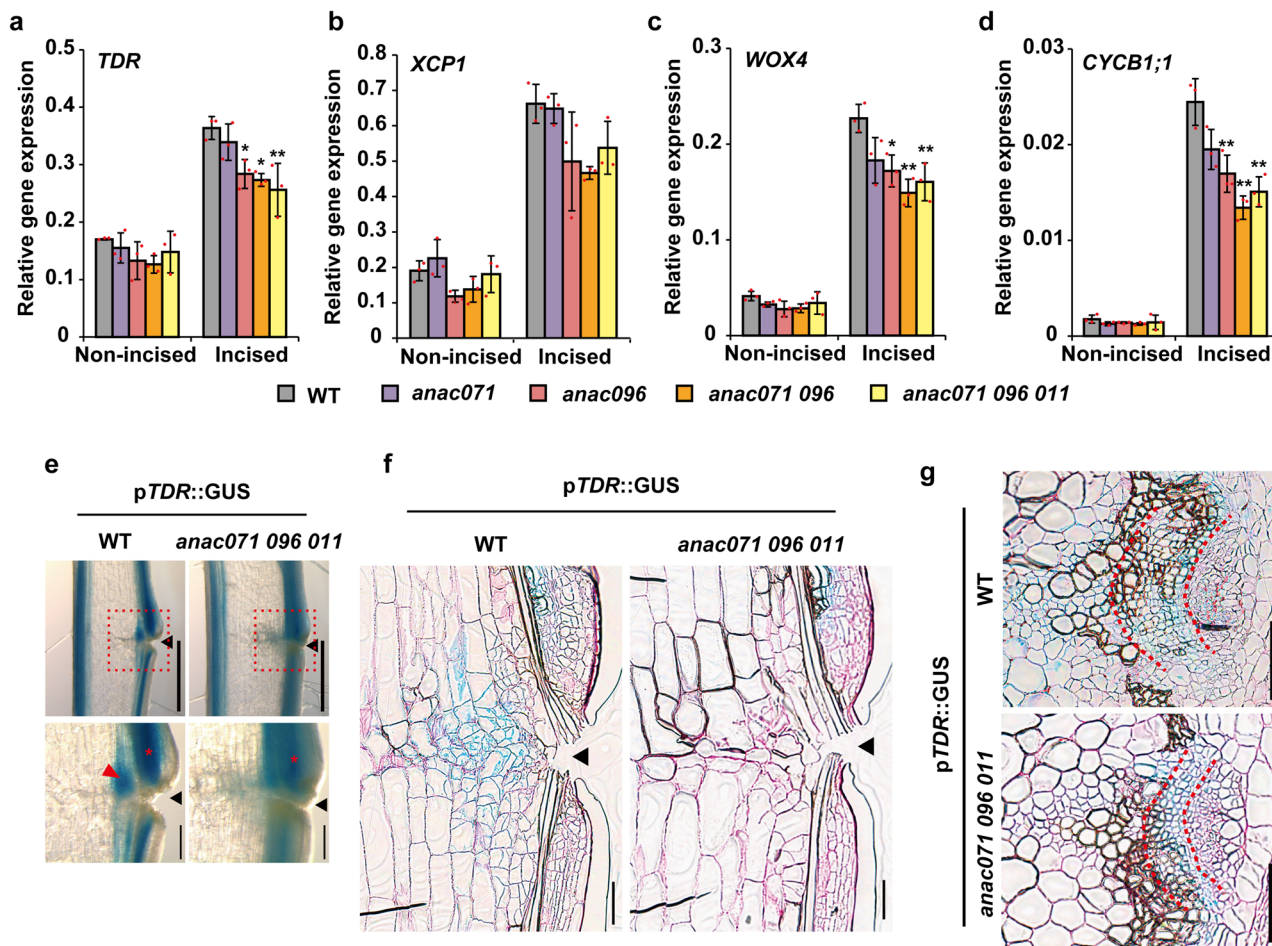 a
TDR
Relative gene expression
0.5
0.4
0.3
0.2
0.1
0
* * **
Non-incised
Incised
b
XCP1
Relative gene expression
0.8
0.7
0.6
0.5
0.4
0.3
0.2
0.1
0
Non-incised
Incised
c
WOX4
Relative gene expression
0.3
0.2
0.1
0
* ** **
Non-incised
Incised
d
CYCB1;1
Relative gene expression
0.03
0.02
0.01
0
** ** **
Non-incised
Incised
WT
anac071
anac096
anac071 096
anac071 096 011
e
pTDR::GUS
WT
anac071 096 011
*
*
f
pTDR::GUS
WT
anac071 096 011
g
pTDR::GUS
WT
anac071 096 011